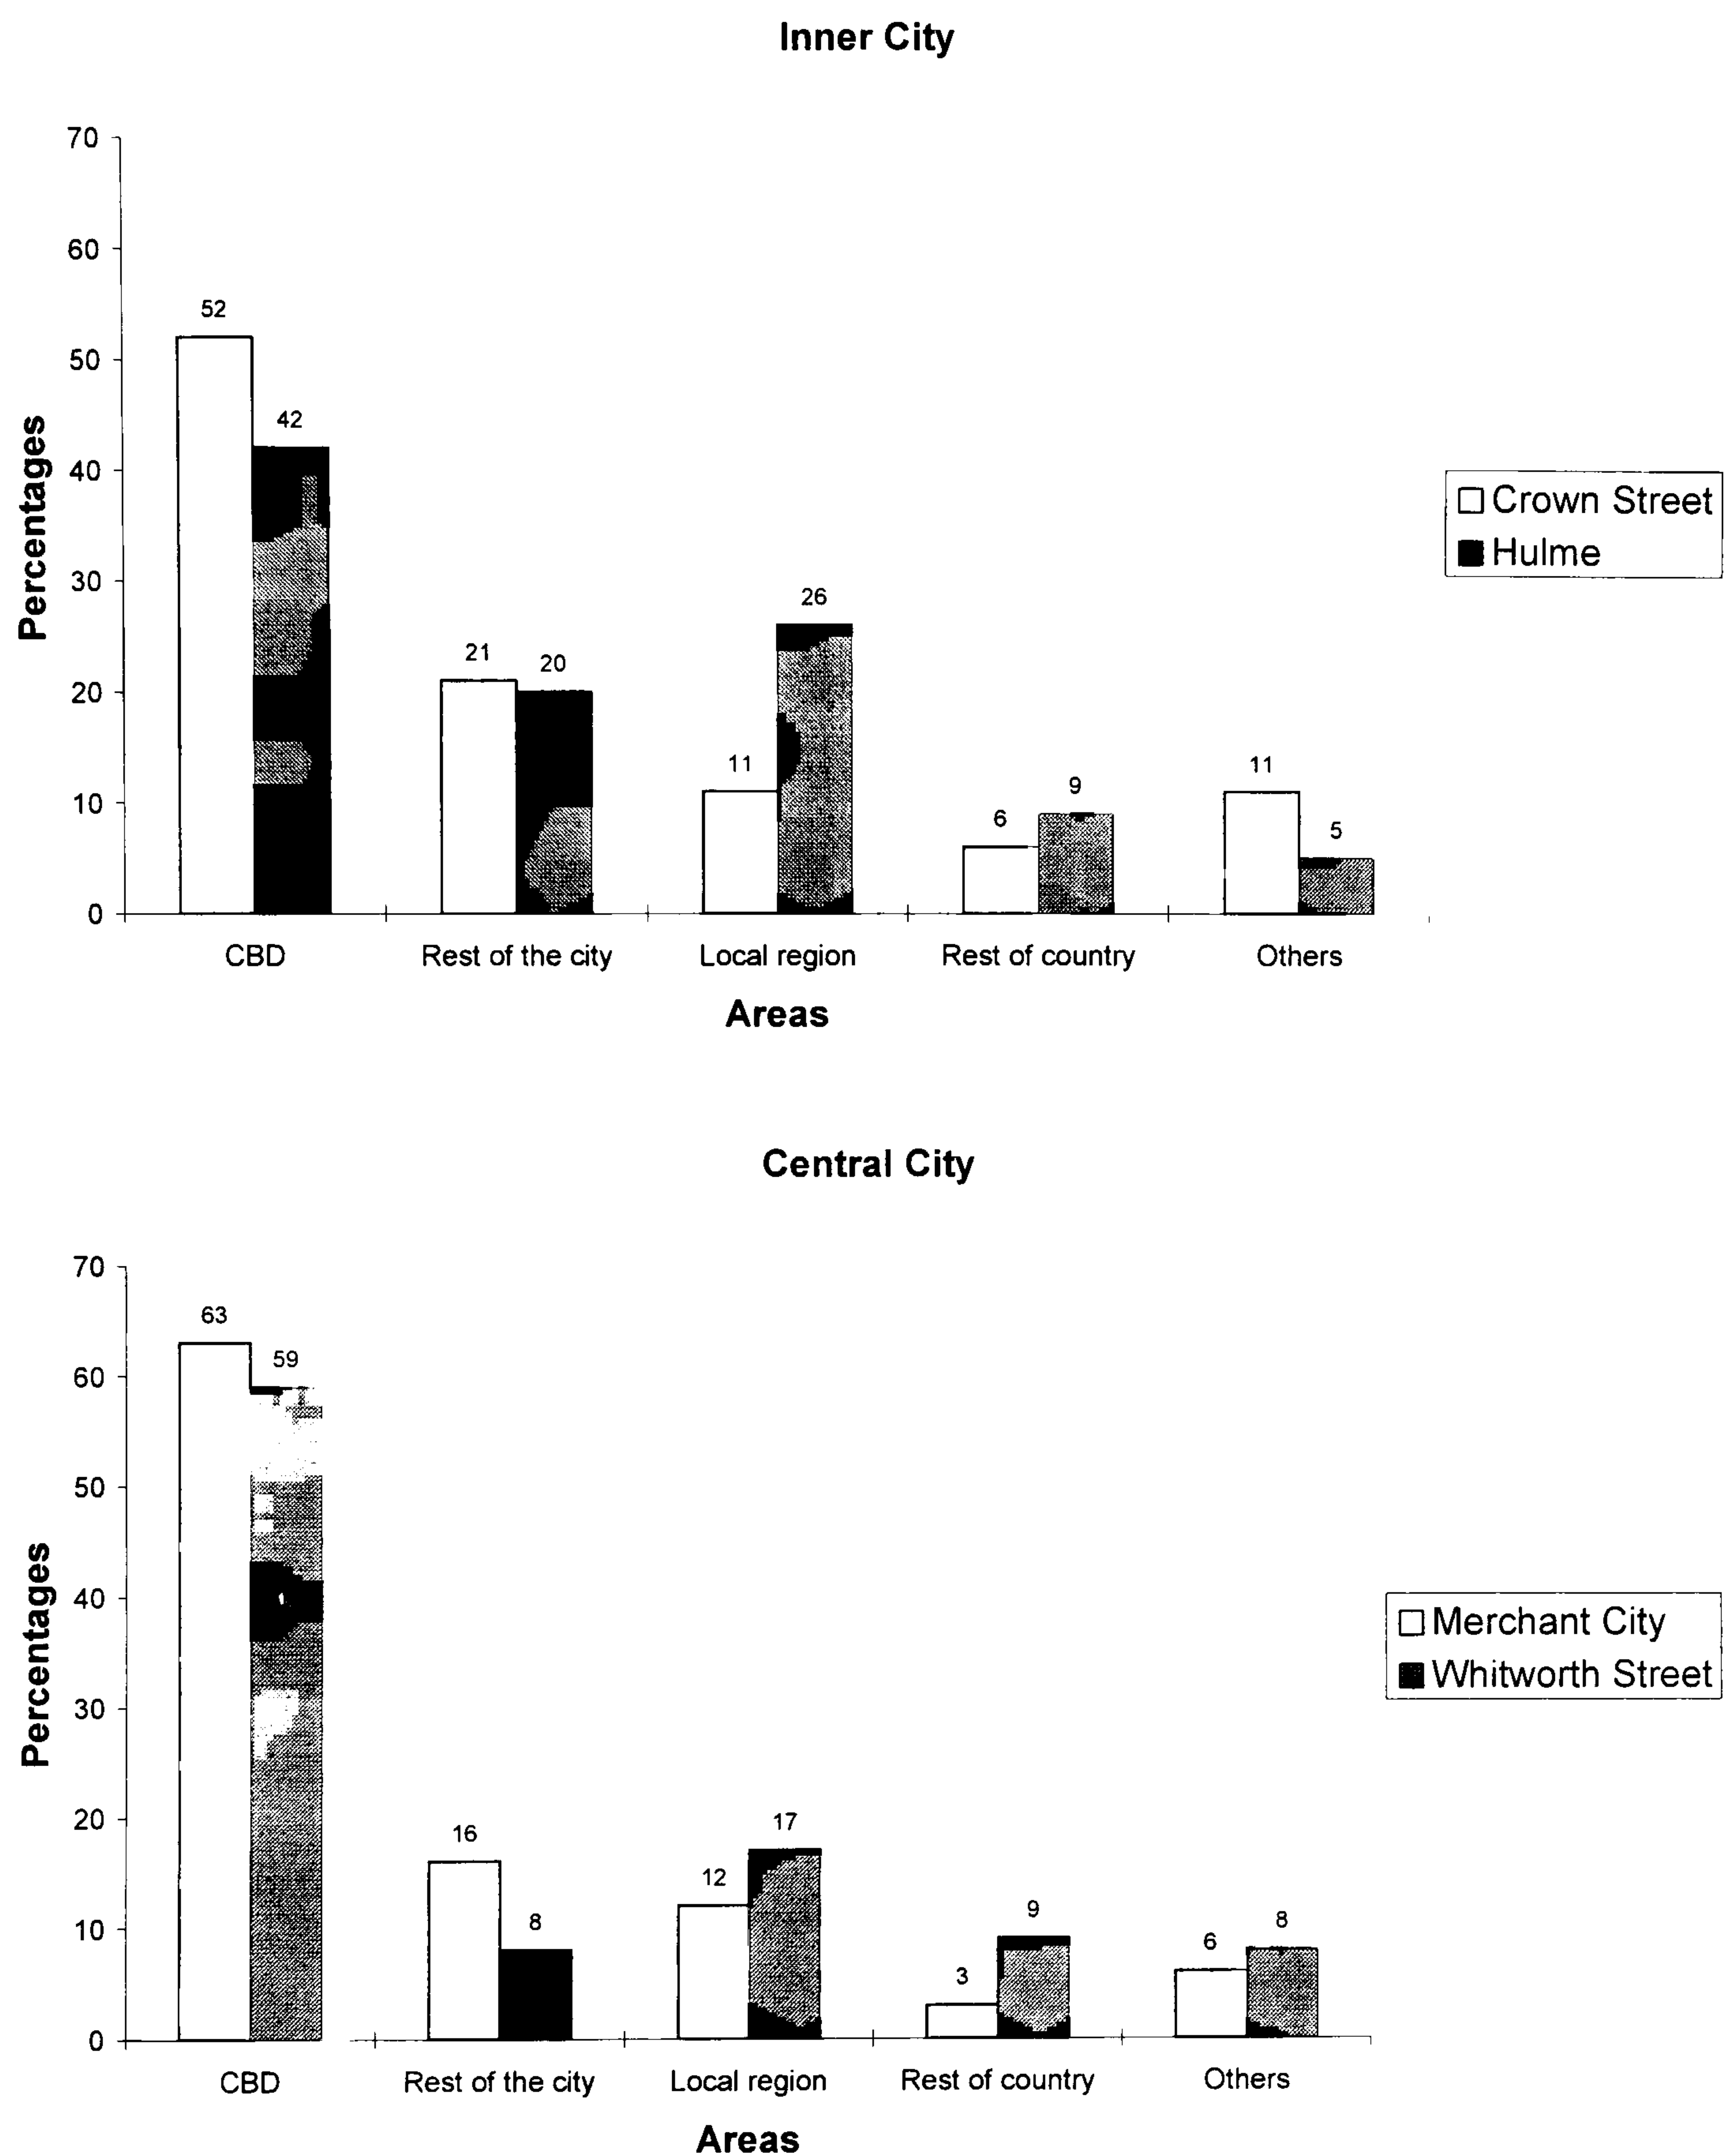 Inner City
70
60
50
40
30
20
10
0
Percentages
52
42
21
20
11
26
6
9
11
5
CBD
Rest of the city
Local region
Rest of country
Others
Areas
Crown Street
Hulme
Central City
70
60
50
40
30
20
10
0
Percentages
63
59
16
8
12
17
3
9
6
8
CBD
Rest of the city
Local region
Rest of country
Others
Areas
Merchant City
Whitworth Street